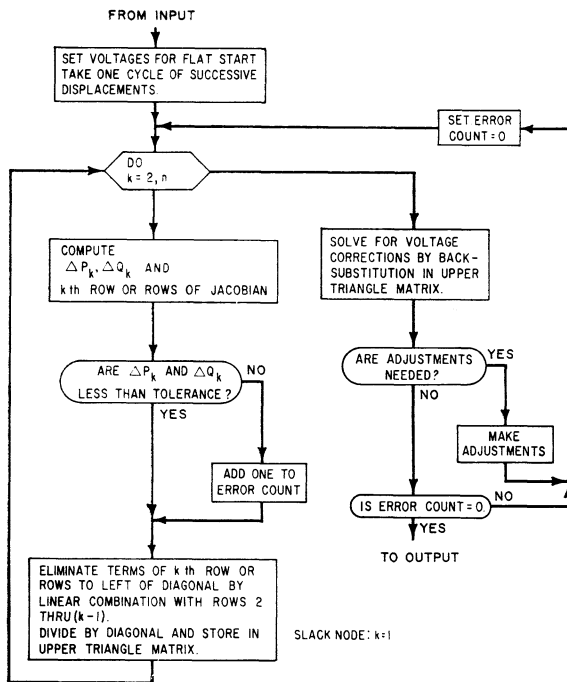 FROM INPUT
SET VOLTAGES FOR FLAT START
TAKE ONE CYCLE OF SUCCESSIVE
DISPLACEMENTS.
SET ERROR
COUNT=0
DO
k = 2, n
COMPUTE
△Pk, △Qk AND
kth ROW OR ROWS OF JACOBIAN
SOLVE FOR VOLTAGE
CORRECTIONS BY BACK-
SUBSTITUTION IN UPPER
TRIANGLE MATRIX.
ARE △Pk AND △Qk
LESS THAN TOLERANCE?
NO
YES
ARE ADJUSTMENTS
NEEDED?
YES
NO
ADD ONE TO
ERROR COUNT
MAKE
ADJUSTMENTS
IS ERROR COUNT=0.
NO
YES
TO OUTPUT
ELIMINATE TERMS OF kth ROW OR
ROWS TO LEFT OF DIAGONAL BY
LINEAR COMBINATION WITH ROWS 2
THRU (k-1).
DIVIDE BY DIAGONAL AND STORE IN
UPPER TRIANGLE MATRIX.
SLACK NODE: k=1